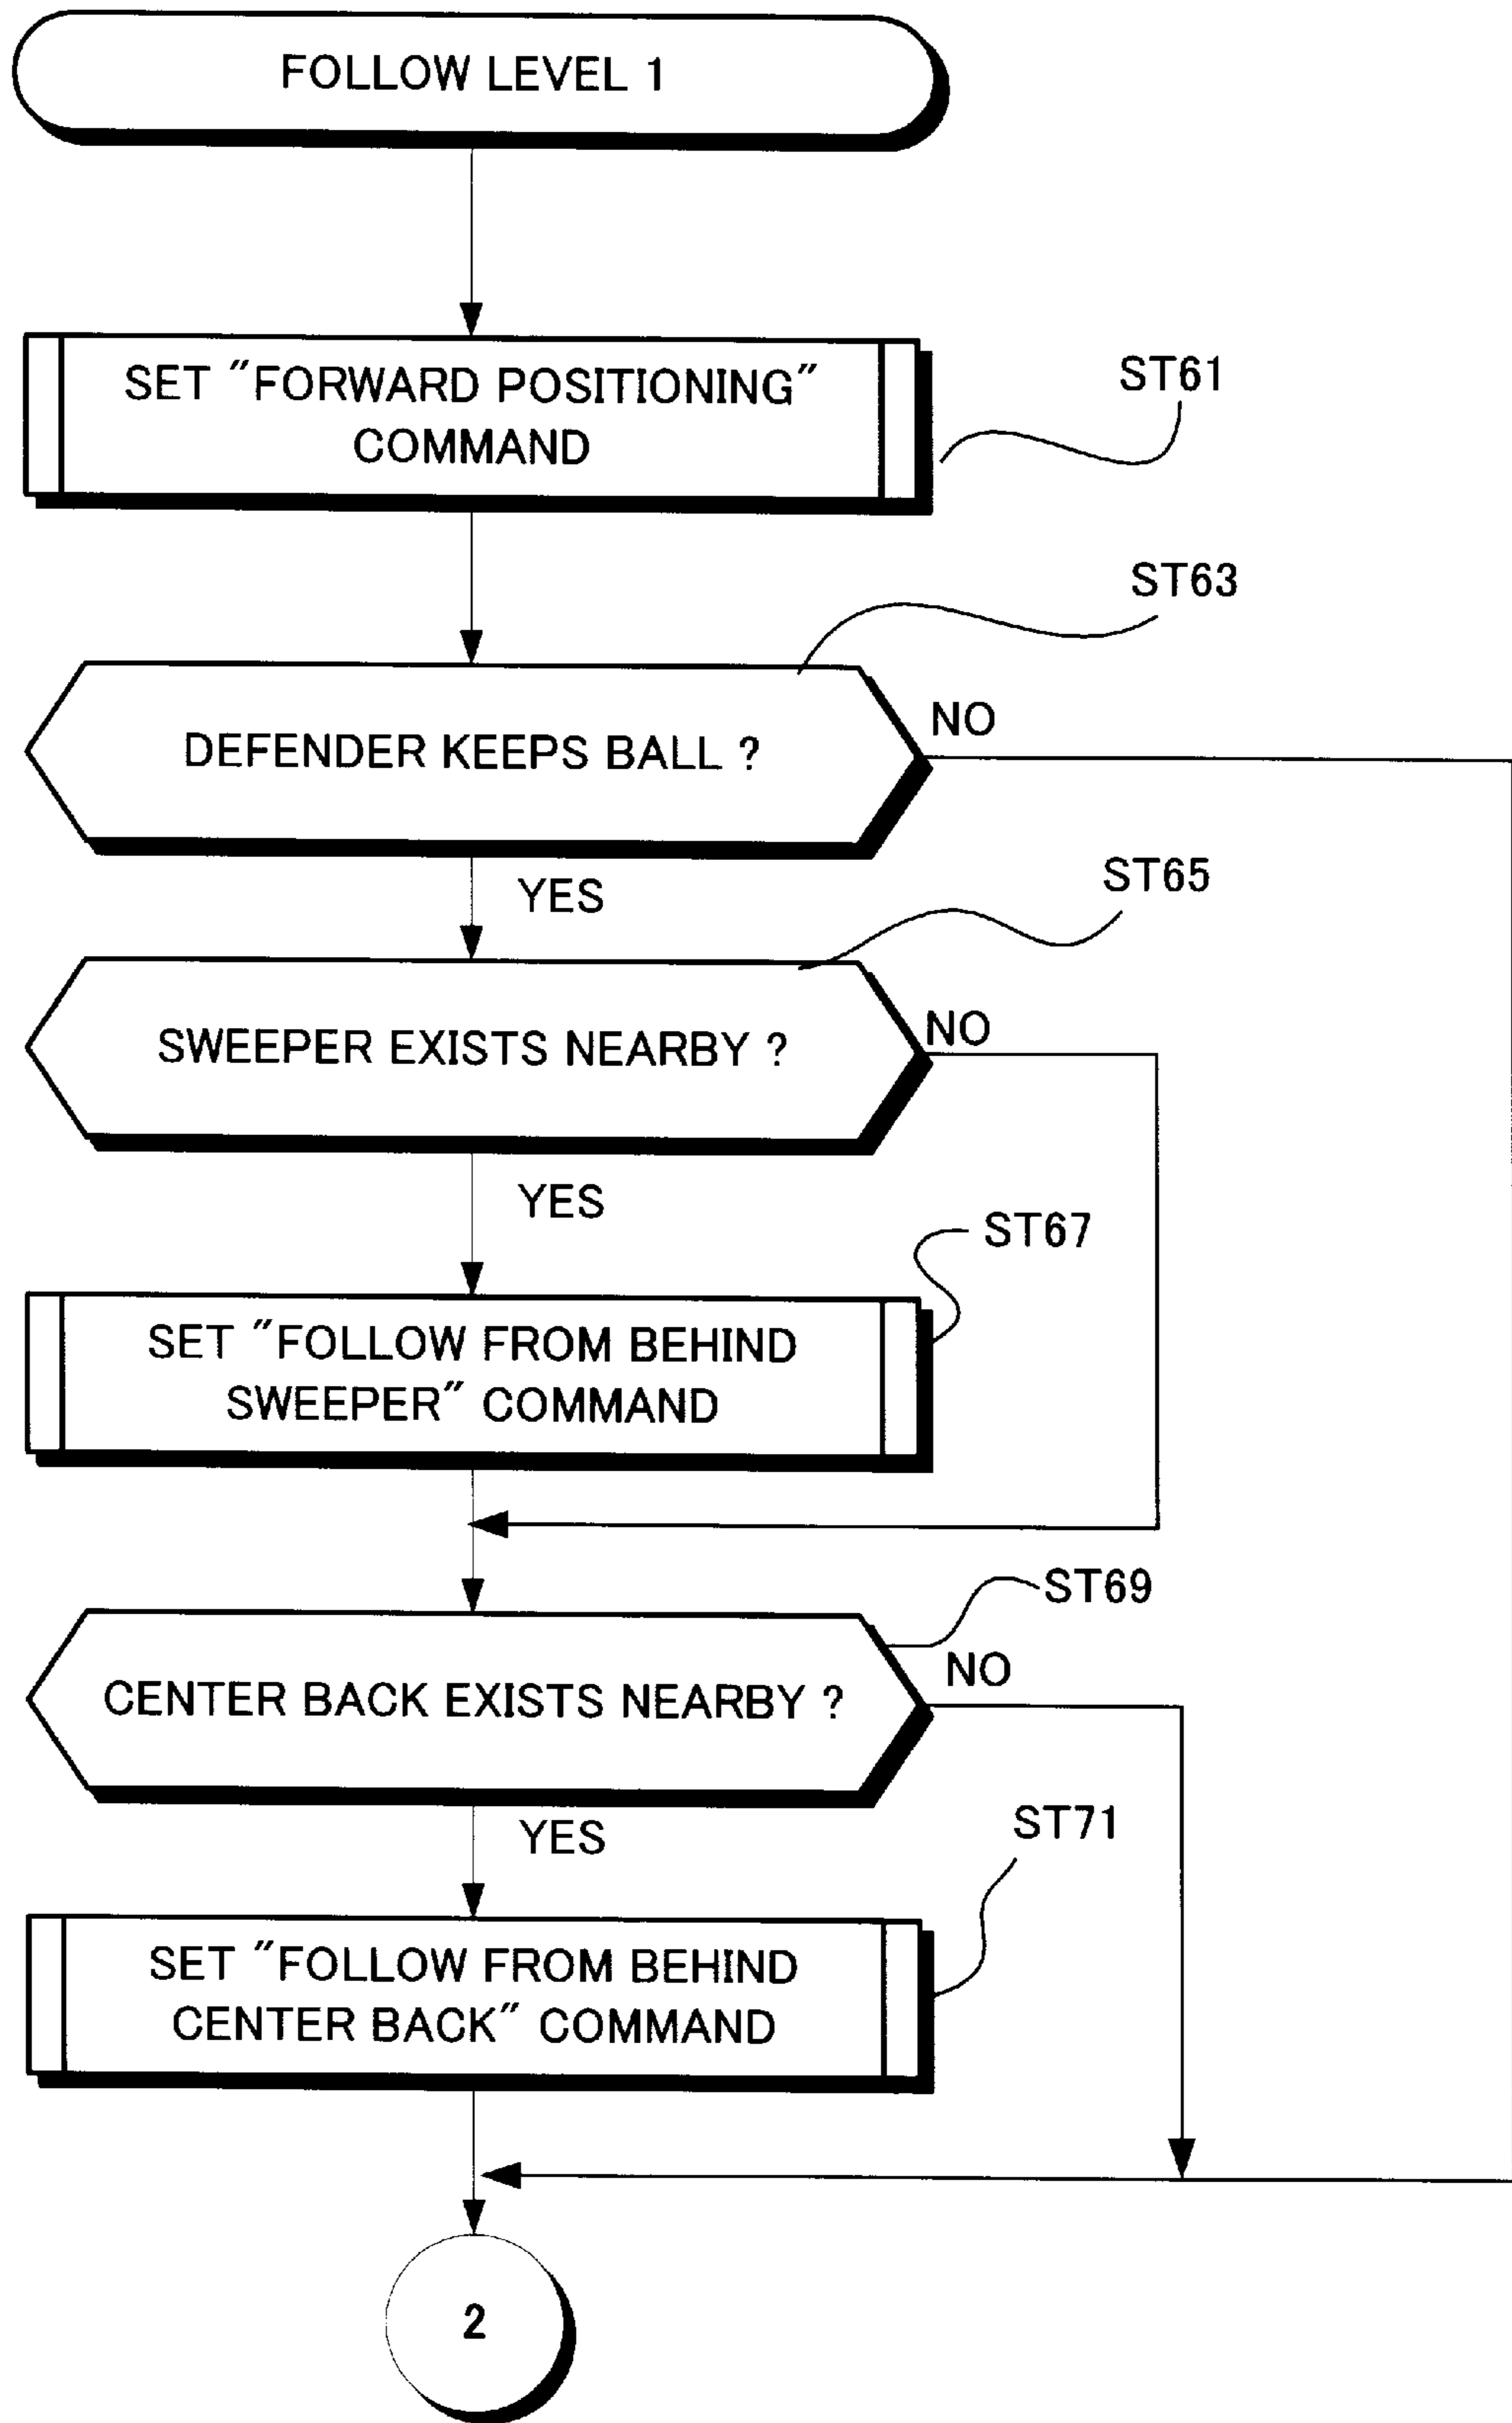 FOLLOW LEVEL 1
SET "FORWARD POSITIONING"
COMMAND
ST61
ST63
DEFENDER KEEPS BALL ?
NO
YES
ST65
SWEEPER EXISTS NEARBY ?
NO
YES
ST67
SET "FOLLOW FROM BEHIND
SWEEPER" COMMAND
ST69
CENTER BACK EXISTS NEARBY ?
NO
YES
ST71
SET "FOLLOW FROM BEHIND
CENTER BACK" COMMAND
2